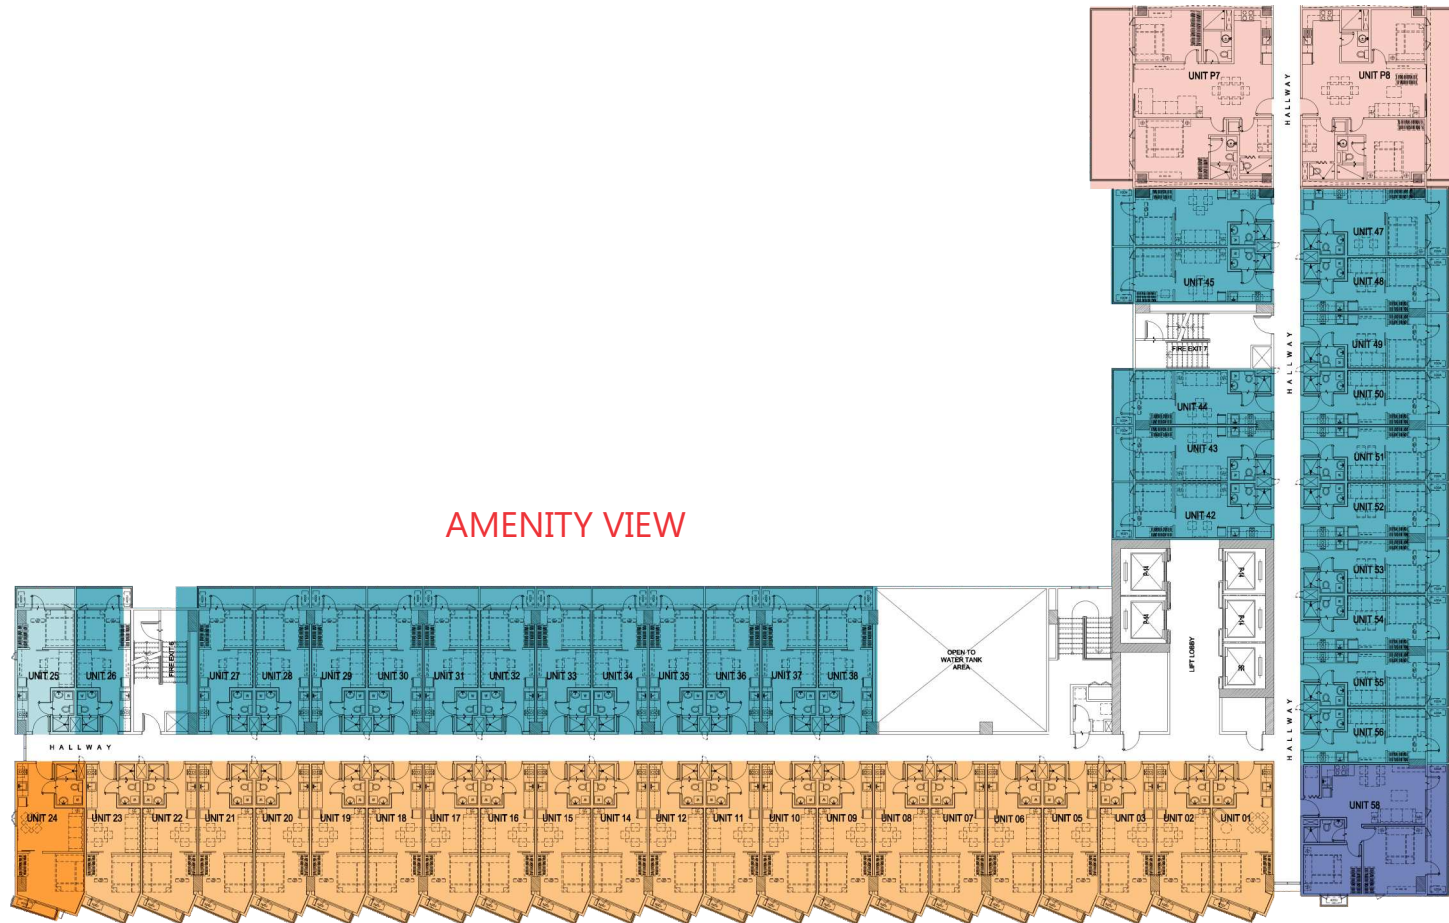 UNIT P7
UNIT P8
HALLWAY
UNIT 47
UNIT 45
UNIT 48
FIRE EXIT 7
HALLWAY
UNIT 49
UNIT 44
UNIT 50
UNIT 43
UNIT 51
UNIT 42
UNIT 52
AMENITY VIEW
UNIT 53
UNIT 54
LIFT LOBBY
OPEN TO
WATER TANK
AREA
FIRE EXIT 6
UNIT 25
UNIT 26
UNIT 27
UNIT 28
UNIT 29
UNIT 30
UNIT 31
UNIT 32
UNIT 33
UNIT 34
UNIT 35
UNIT 36
UNIT 37
UNIT 38
UNIT 55
UNIT 56
HALLWAY
HALLWAY
UNIT 58
UNIT 24
UNIT 23
UNIT 22
UNIT 21
UNIT 20
UNIT 19
UNIT 18
UNIT 17
UNIT 16
UNIT 15
UNIT 14
UNIT 12
UNIT 11
UNIT 10
UNIT 09
UNIT 08
UNIT 07
UNIT 06
UNIT 05
UNIT 03
UNIT 02
UNIT 01